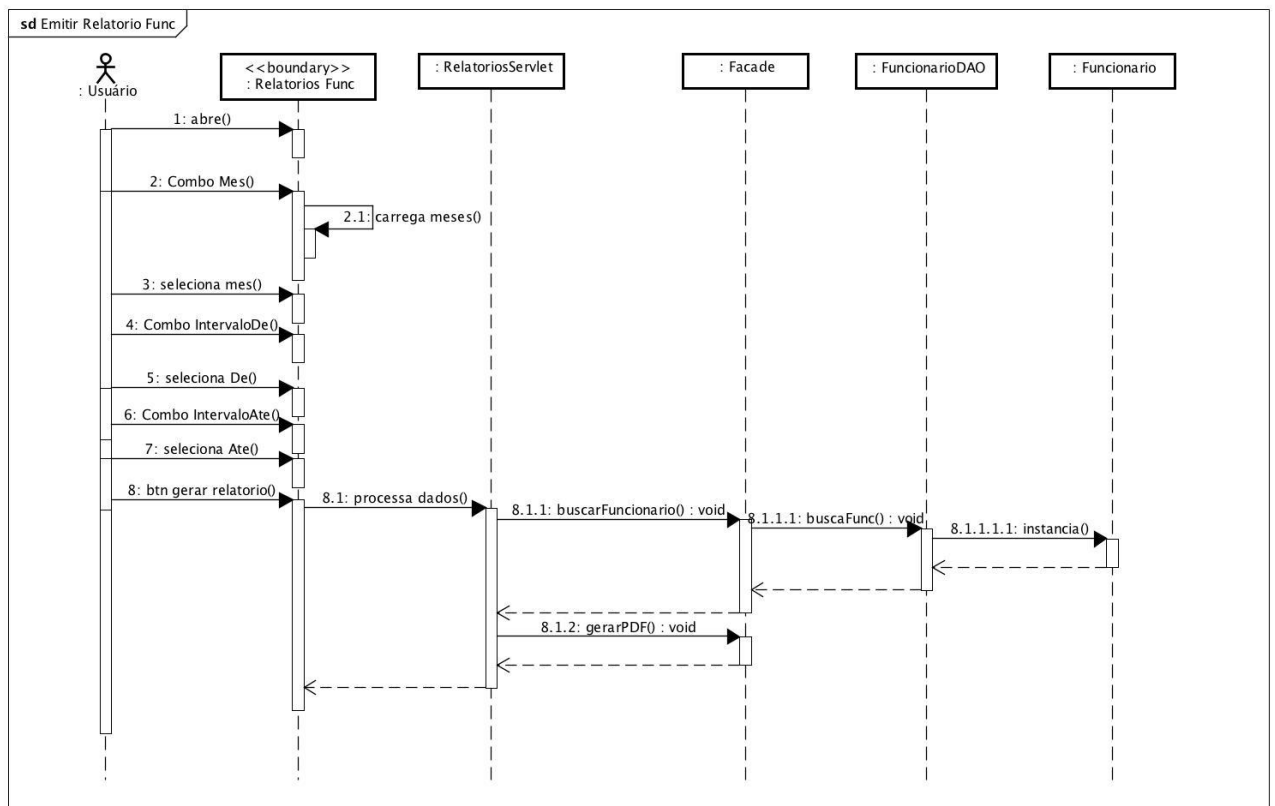 sd Emitir Relatorio Func
: Usuário
<<boundary>>
: Relatorios Func
: RelatoriosServlet
: Facade
: FuncionarioDAO
: Funcionario
1: abre()
2: Combo Mes()
2.1: carrega meses()
3: seleciona mes()
4: Combo IntervaloDe()
5: seleciona De()
6: Combo IntervaloAte()
7: seleciona Ate()
8: btn gerar relatorio()
8.1: processa dados()
8.1.1: buscarFuncionario() : void
8.1.1.1: buscaFunc() : void
8.1.1.1.1: instancia()
8.1.2: gerarPDF() : void